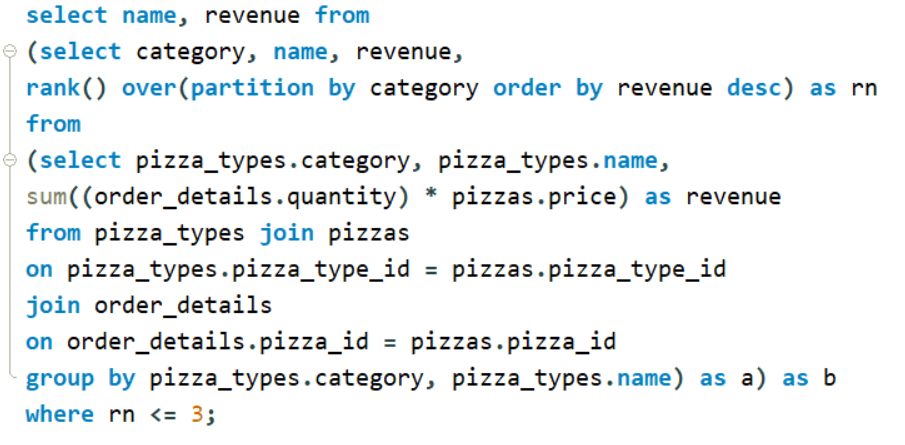 select name, revenue from
(select category, name, revenue,
rank() over(partition by category order by revenue desc) as rn
from
(select pizza_types.category, pizza_types.name,
sum((order_details.quantity) * pizzas.price) as revenue
from pizza_types join pizzas
on pizza_types.pizza_type_id = pizzas.pizza_type_id
join order_details
on order_details.pizza_id = pizzas.pizza_id
group by pizza_types.category, pizza_types.name) as a) as b
where rn <= 3;